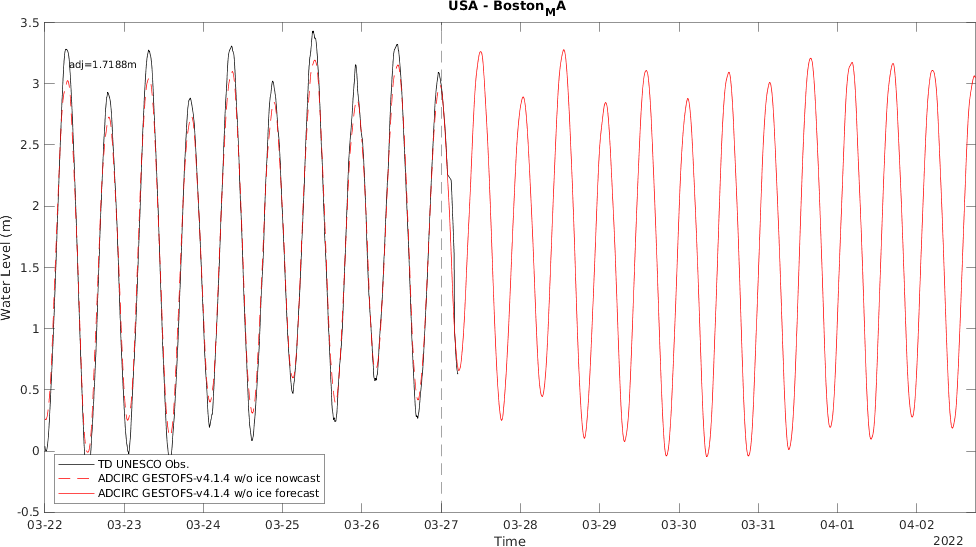 USA - Boston_MA
3.5
adj=1.7188m
3
2.5
2
1.5
1
0.5
0
-0.5
Water Level (m)
TD UNESCO Obs.
ADCIRC GESTOFS-v4.1.4 w/o ice nowcast
ADCIRC GESTOFS-v4.1.4 w/o ice forecast
03-22 03-23 03-24 03-25 03-26 03-27 03-28 03-29 03-30 03-31 04-01 04-02
Time
2022